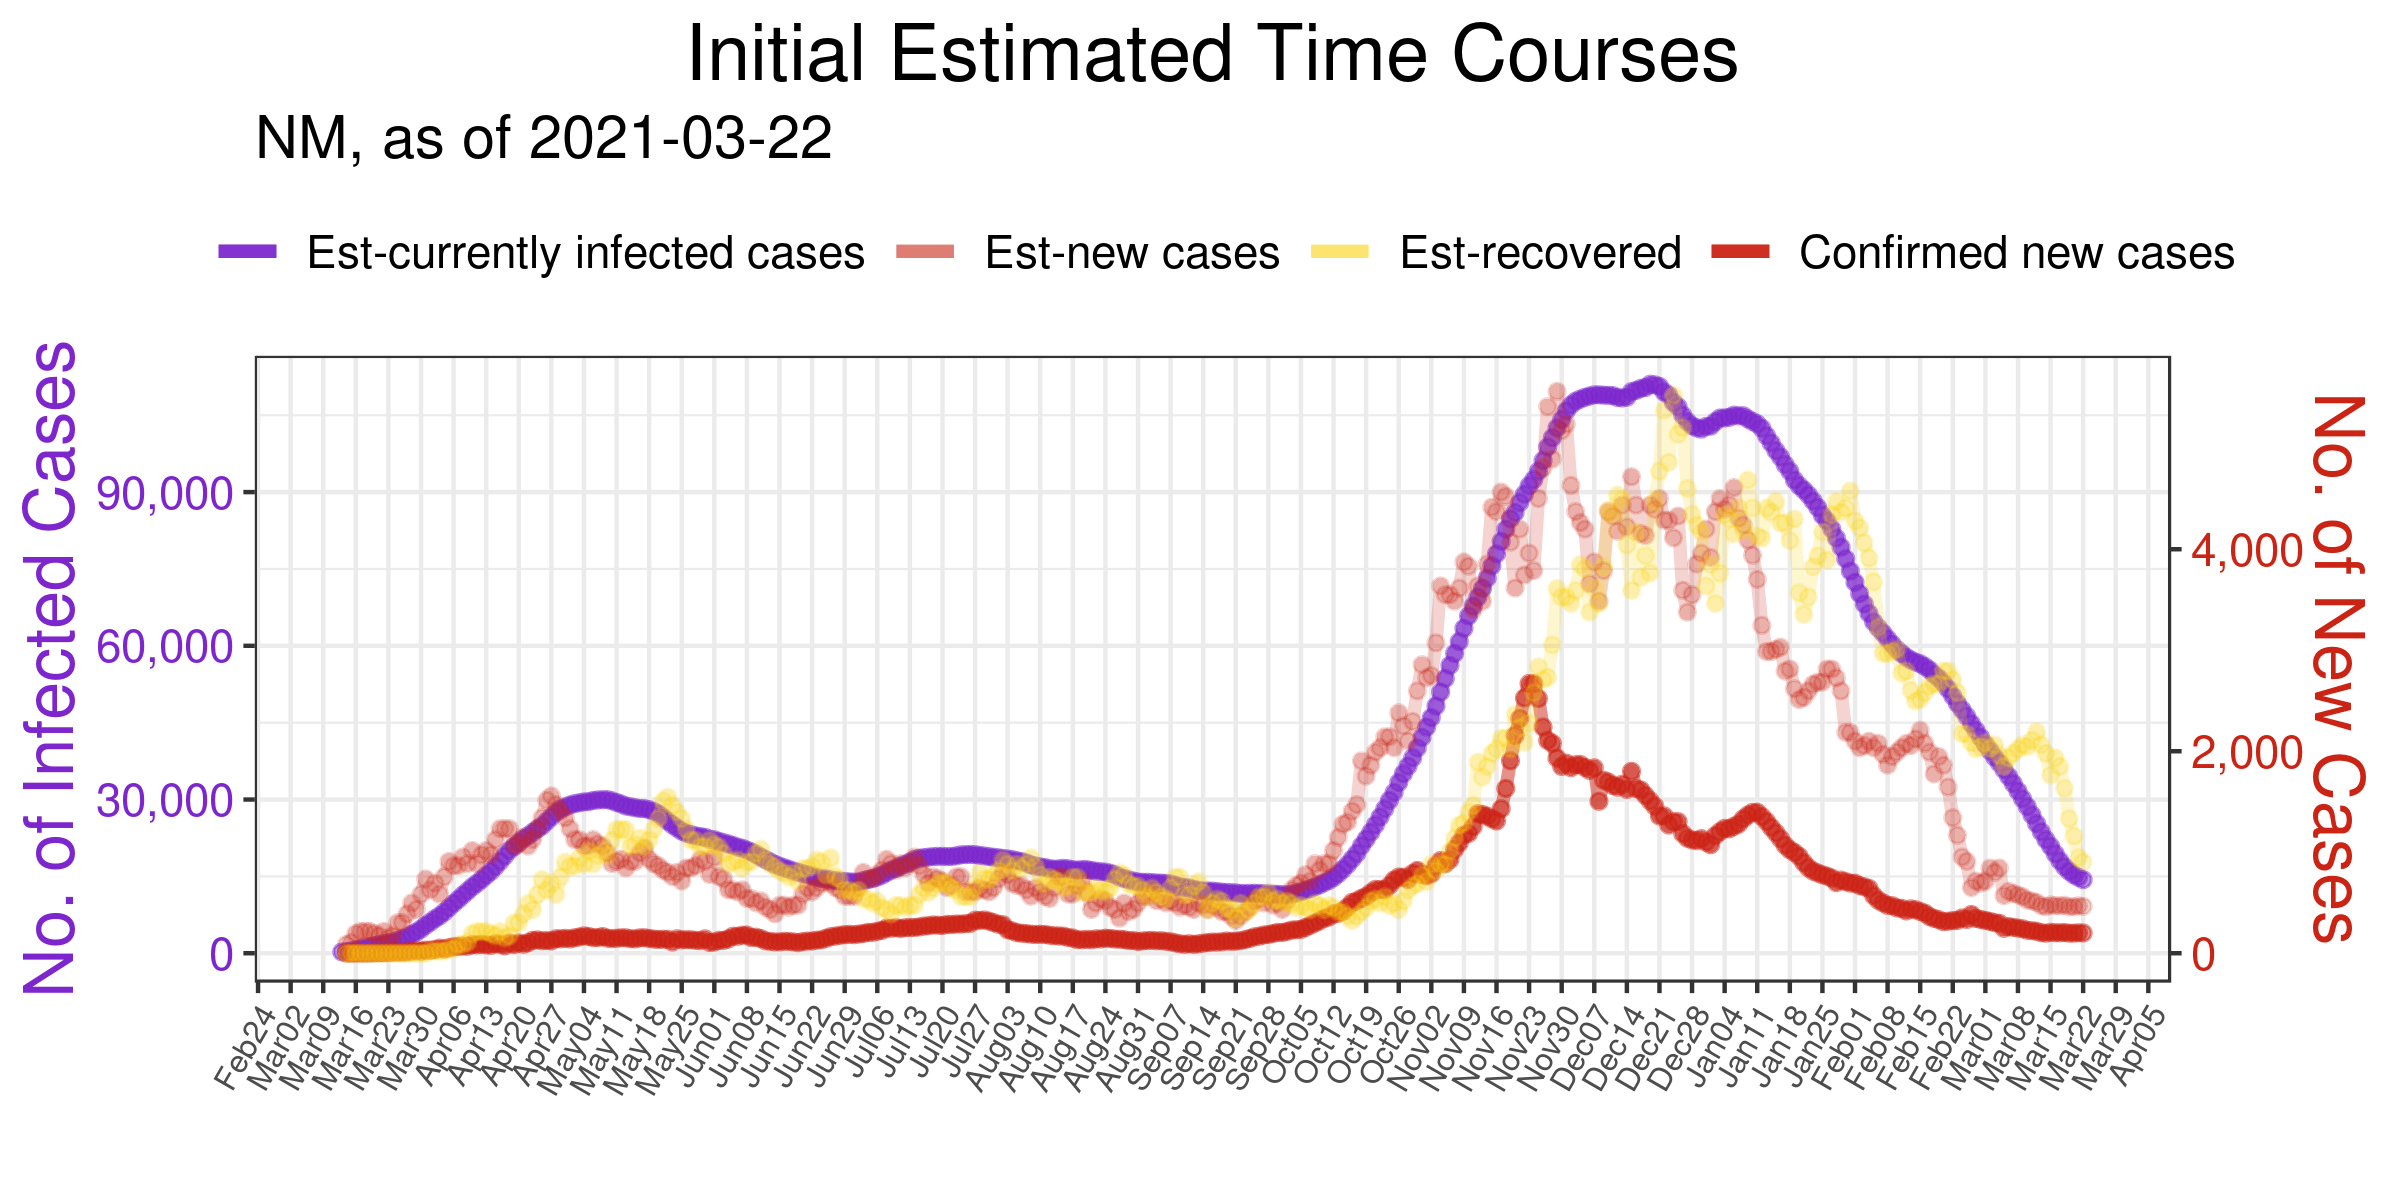 Initial Estimated Time Courses
NM, as of 2021-03-22
Est-currently infected cases Est-new cases Est-recovered Confirmed new cases
No. of Infected Cases
90,000
60,000
30,000
0
No. of New Cases
4,000
2,000
0
Feb24 Mar02 Mar09 Mar16 Mar23 Mar30 Apr06 Apr13 Apr20 Apr27 May04 May11 May18 May25 Jun01 Jun08 Jun15 Jun22 Jun29 Jul06 Jul13 Jul20 Jul27 Aug03 Aug10 Aug17 Aug24 Aug31 Sep07 Sep14 Sep21 Sep28 Oct05 Oct12 Oct19 Oct26 Nov02 Nov09 Nov16 Nov23 Nov30 Dec07 Dec14 Dec21 Dec28 Jan04 Jan11 Jan18 Jan25 Feb01 Feb08 Feb15 Feb22 Mar01 Mar08 Mar15 Mar22 Mar29 Apr05